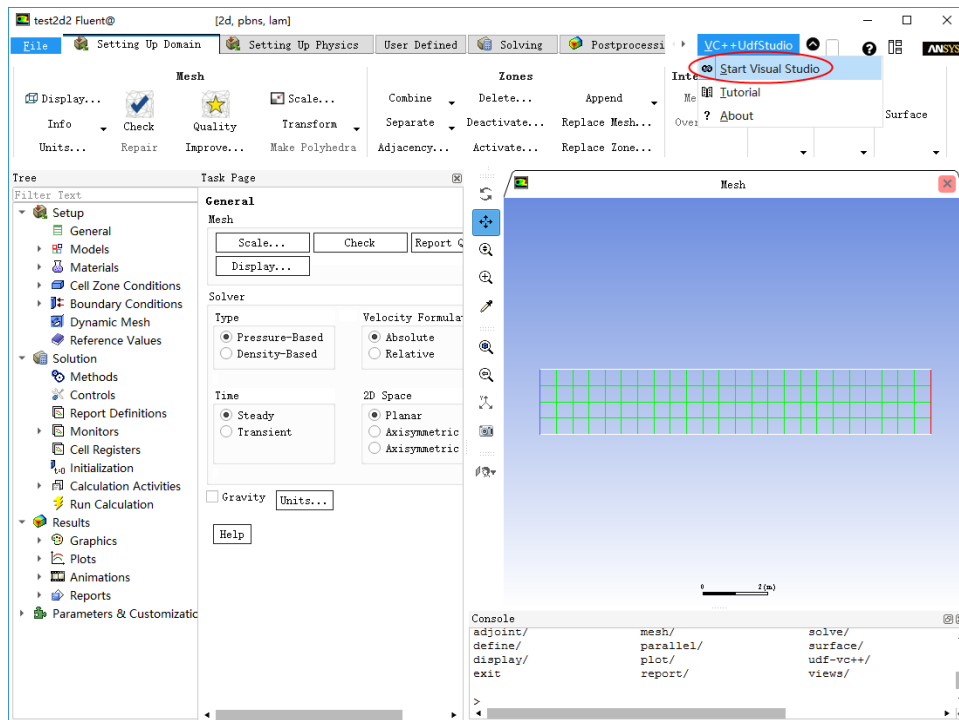 test2d2 Fluent@ [2d, pbns, lam]
File Setting Up Domain Setting Up Physics User Defined Solving Postprocessi VC++UdfStudio ANSYS
Start Visual Studio
Tutorial
? About
Mesh Zones Inte
Display... Scale... Combine Delete... Append Me
Info Check Quality Transform Separate Deactivate... Replace Mesh... Over Surface
Units... Repair Improve... Make Polyhedra Adjacency... Activate... Replace Zone...
Tree
Filter Text
Setup
General
Models
Materials
Cell Zone Conditions
Boundary Conditions
Dynamic Mesh
Reference Values
Solution
Methods
Controls
Report Definitions
Monitors
Cell Registers
t=0 Initialization
Calculation Activities
Run Calculation
Results
Graphics
Plots
Animations
Reports
Parameters & Customizatic
Task Page
General
Mesh
Scale... Check Report Q
Display...
Solver
Type Velocity Formula
Pressure-Based Absolute
Density-Based Relative
Time 2D Space
Steady Planar
Transient Axisymmetric
Axisymmetric
Gravity Units...
Help
Mesh
0 2 (m)
Console
adjoint/ mesh/ solve/
define/ parallel/ surface/
display/ plot/ udf-vc++/
exit report/ views/
>